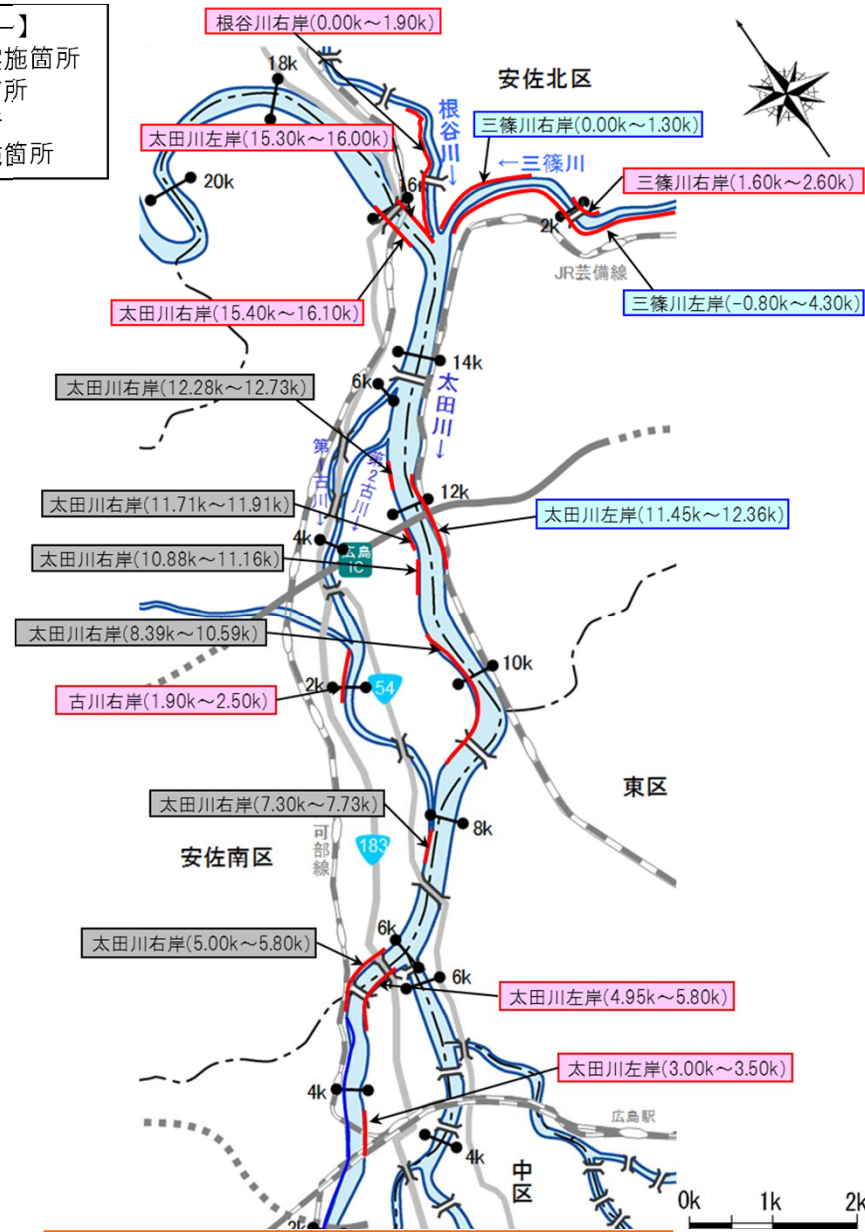 】
施箇所
所
箇所
根谷川右岸(0.00k～1.90k)
安佐北区
18k
根谷川↓
三篠川右岸(0.00k～1.30k)
太田川左岸(15.30k～16.00k)
←三篠川
三篠川右岸(1.60k～2.60k)
20k
16k
2k
JR芸備線
太田川右岸(15.40k～16.10k)
三篠川左岸(-0.80k～4.30k)
14k
太田川右岸(12.28k～12.73k)
6k
太田川↓
第1古川↓
第2古川↓
太田川右岸(11.71k～11.91k)
12k
太田川左岸(11.45k～12.36k)
4k
太田川右岸(10.88k～11.16k)
広島
IC
太田川右岸(8.39k～10.59k)
10k
古川右岸(1.90k～2.50k)
2k
54
東区
太田川右岸(7.30k～7.73k)
8k
可部線
183
安佐南区
太田川右岸(5.00k～5.80k)
6k
6k
太田川左岸(4.95k～5.80k)
太田川左岸(3.00k～3.50k)
4k
広島駅
4k
中区
0k 1k 2k
2k